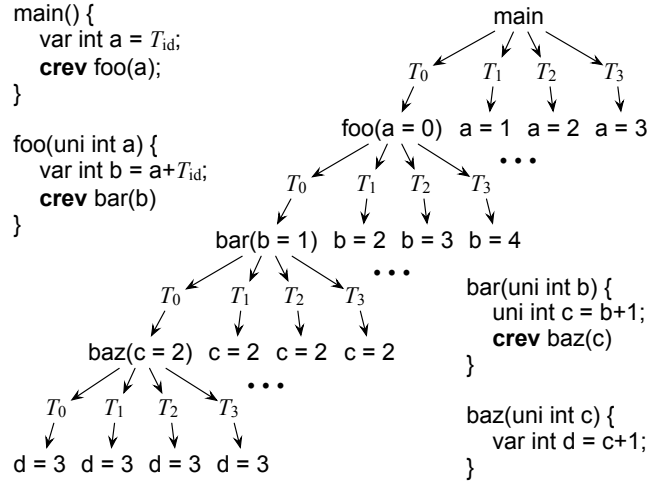 main() {
var int a = Tid;
crev foo(a);
}
foo(uni int a) {
var int b = a+Tid;
crev bar(b)
}
main
T0 T1 T2 T3
foo(a = 0) a = 1 a = 2 a = 3
• • •
T0 T1 T2 T3
bar(b = 1) b = 2 b = 3 b = 4
• • •
T0 T1 T2 T3
baz(c = 2) c = 2 c = 2 c = 2
• • •
T0 T1 T2 T3
d = 3 d = 3 d = 3 d = 3
bar(uni int b) {
uni int c = b+1;
crev baz(c)
}
baz(uni int c) {
var int d = c+1;
}